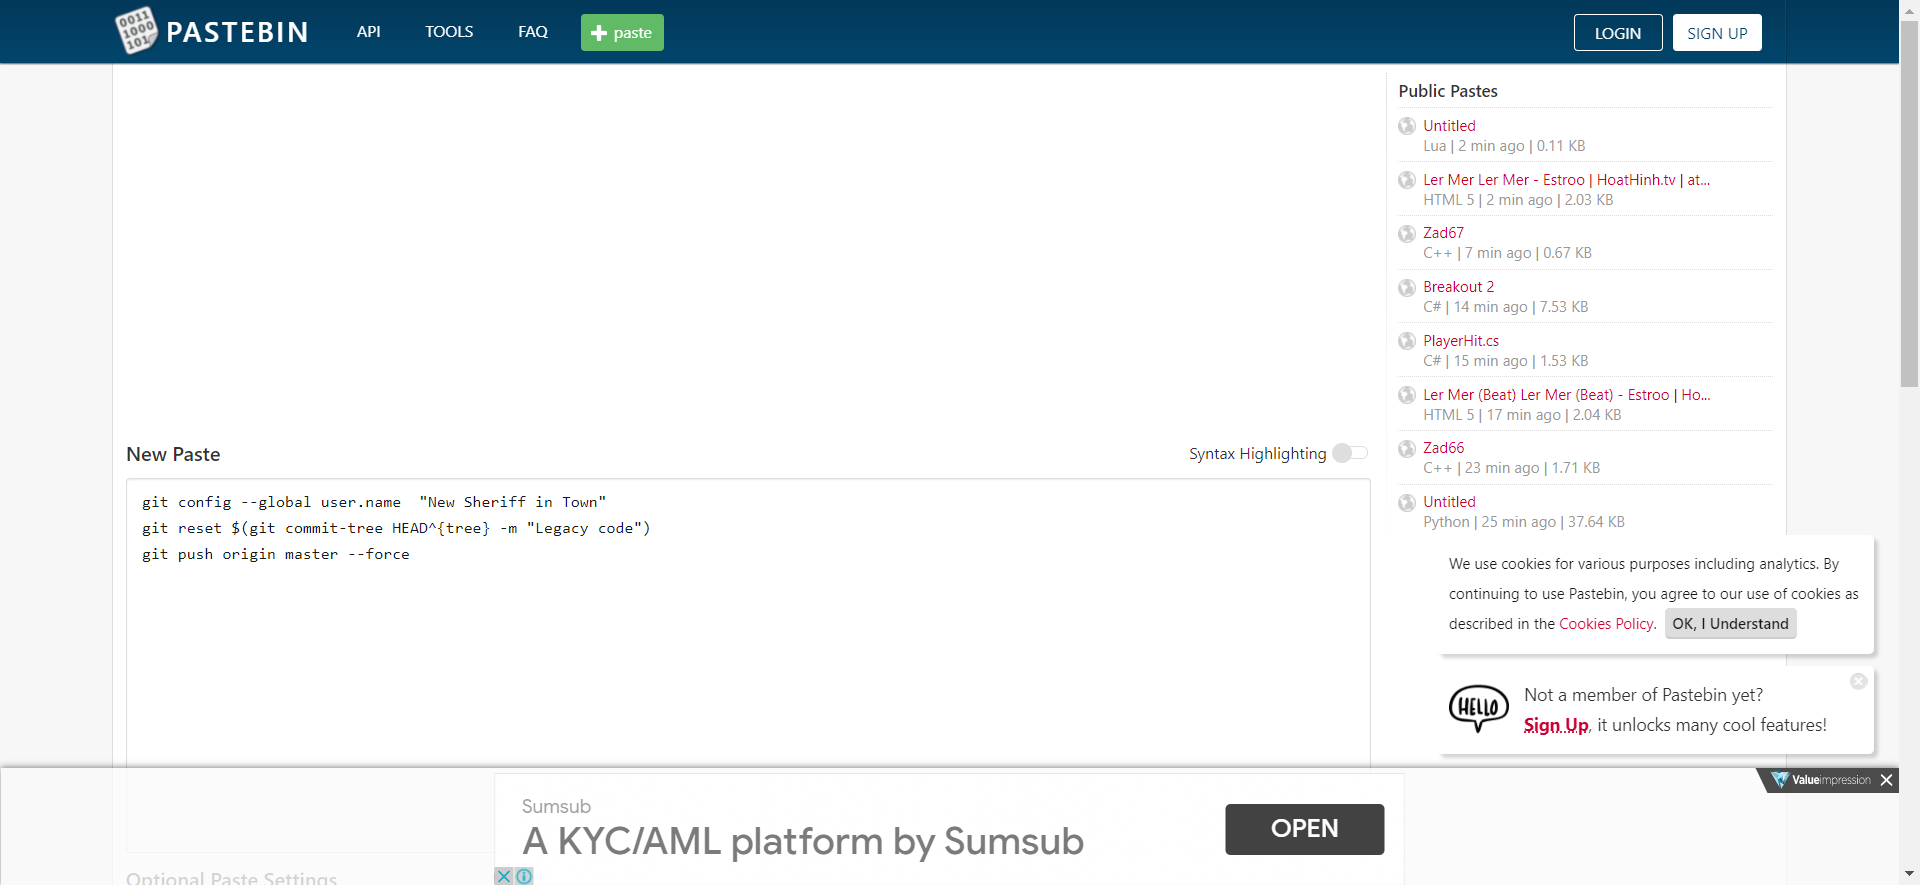 0011
1000
101
PASTEBIN
API
TOOLS
FAQ
paste
LOGIN
SIGN UP
Public Pastes
Untitled
Lua | 2 min ago | 0.11 KB
Ler Mer Ler Mer - Estroo | HoatHinh.tv | at...
HTML 5 | 2 min ago | 2.03 KB
Zad67
C++ | 7 min ago | 0.67 KB
Breakout 2
C# | 14 min ago | 7.53 KB
PlayerHit.cs
C# | 15 min ago | 1.53 KB
Ler Mer (Beat) Ler Mer (Beat) - Estroo | Ho...
HTML 5 | 17 min ago | 2.04 KB
Zad66
C++ | 23 min ago | 1.71 KB
Untitled
Python | 25 min ago | 37.64 KB
New Paste
Syntax Highlighting
git config --global user.name  "New Sheriff in Town"
git reset $(git commit-tree HEAD^{tree} -m "Legacy code")
git push origin master --force
We use cookies for various purposes including analytics. By
continuing to use Pastebin, you agree to our use of cookies as
described in the Cookies Policy. OK, I Understand
HELLO
Not a member of Pastebin yet?
Sign Up, it unlocks many cool features!
Valueimpression
Sumsub
A KYC/AML platform by Sumsub
OPEN
Optional Paste Settings